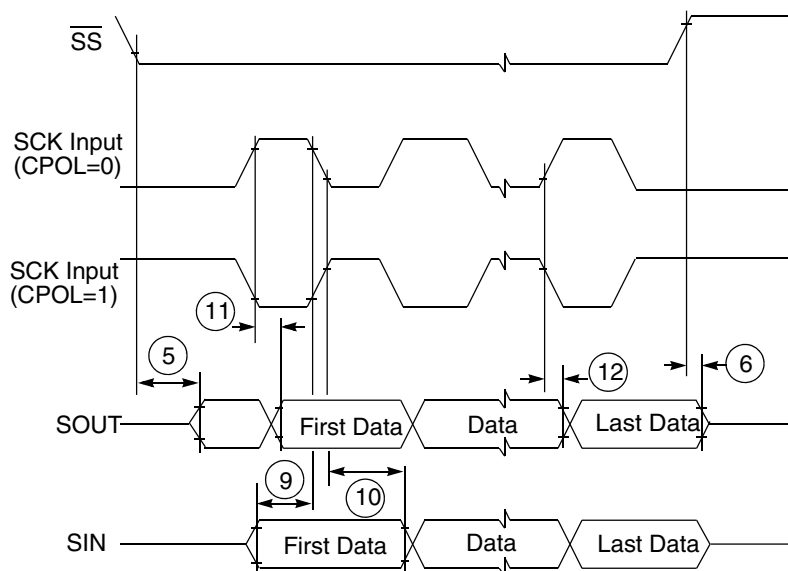 SS
SCK Input
(CPOL=0)
SCK Input
(CPOL=1)
11
5
12
6
SOUT
First Data
Data
Last Data
9
10
SIN
First Data
Data
Last Data